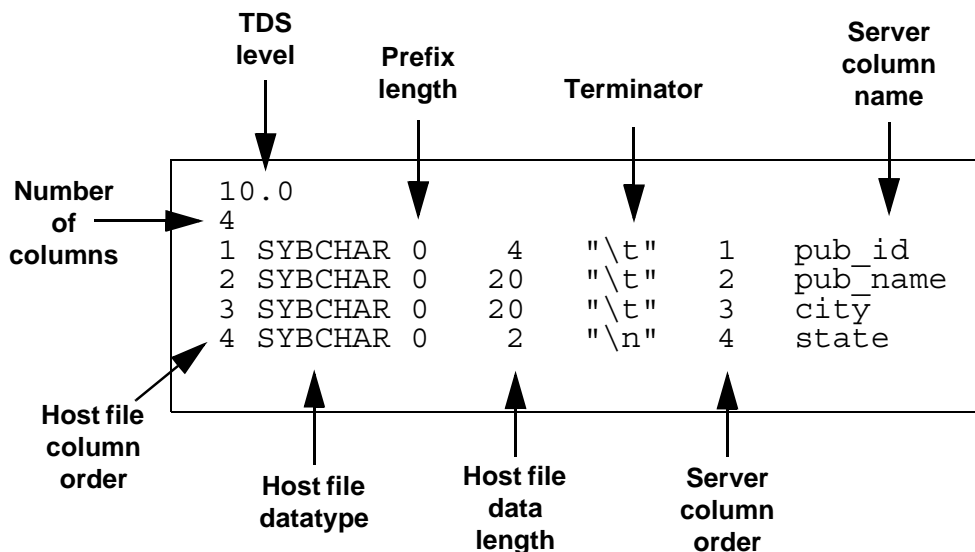 TDS
level
Prefix
length
Terminator
Server
column
name
Number
of
columns
10.0
4
1 SYBCHAR 0 4 "\t" 1 pub_id
2 SYBCHAR 0 20 "\t" 2 pub_name
3 SYBCHAR 0 20 "\t" 3 city
4 SYBCHAR 0 2 "\n" 4 state
Host file
column
order
Host file
datatype
Host file
data
length
Server
column
order